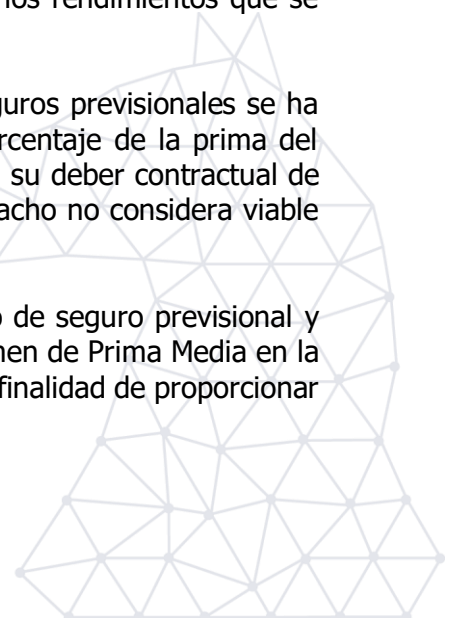 los rendimientos que se
guros previsionales se ha
rcentaje de la prima del
su deber contractual de
acho no considera viable
de seguro previsional y
nen de Prima Media en la
finalidad de proporcionar